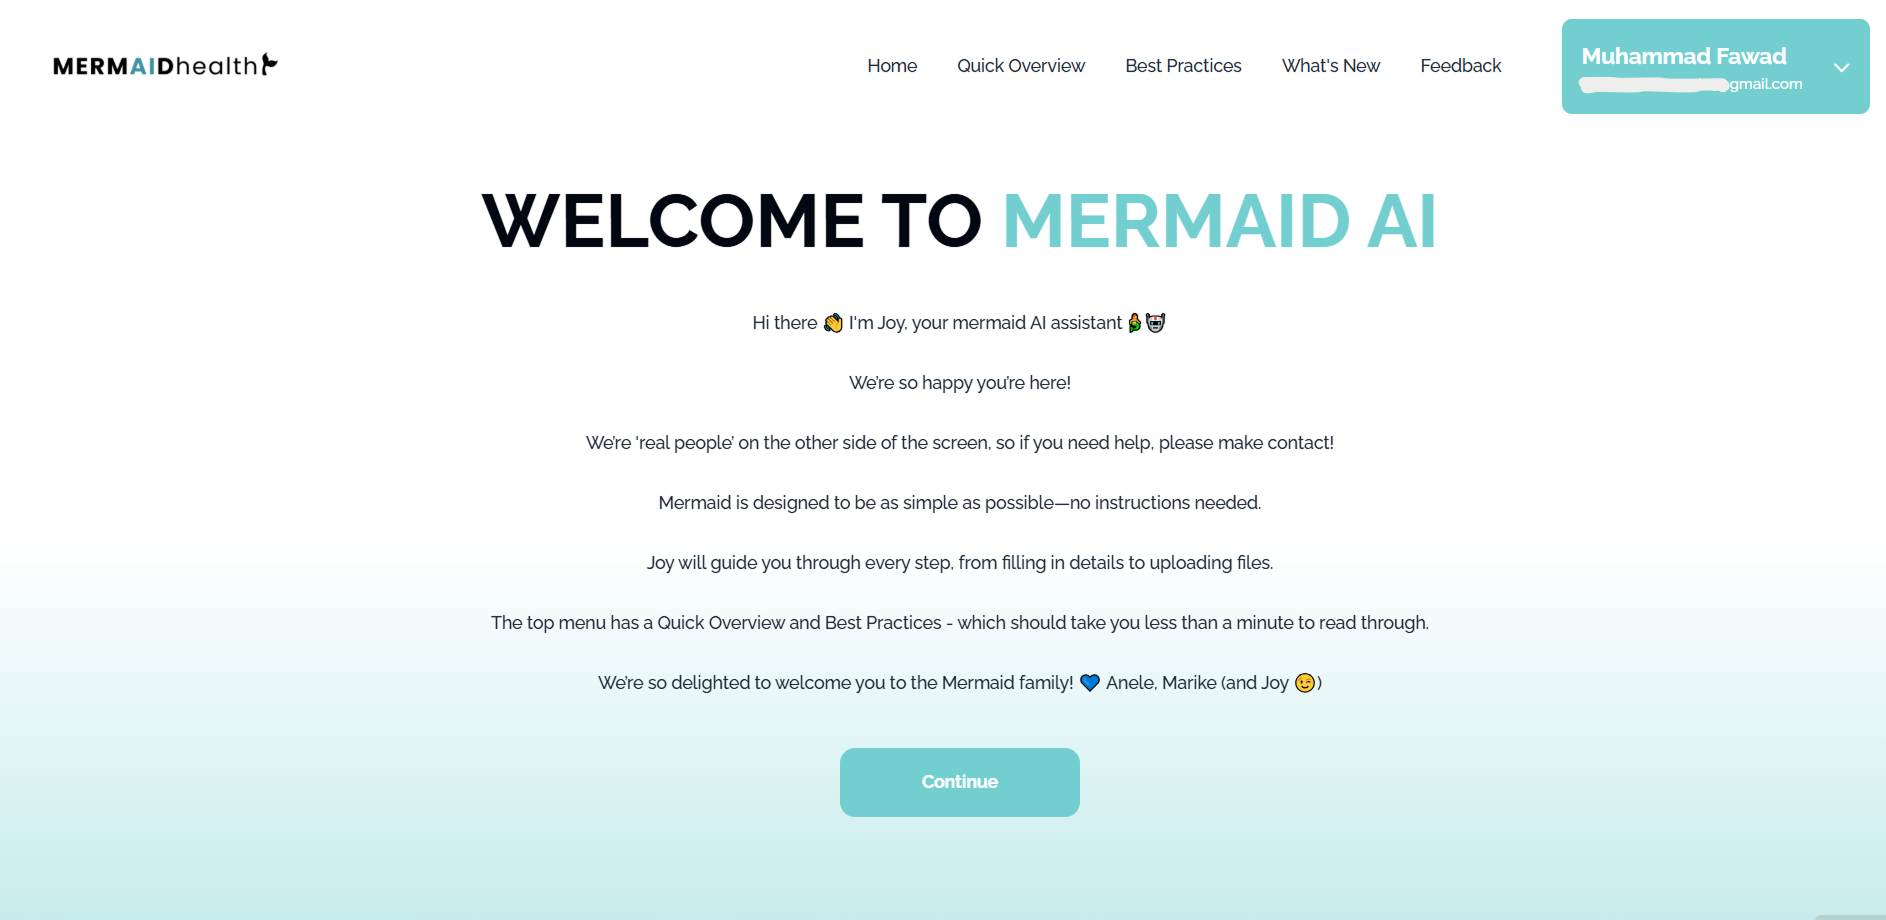 MERMAIDhealth
Home Quick Overview Best Practices What's New Feedback
Muhammad Fawad
gmail.com
WELCOME TO MERMAID AI
Hi there 👋 I'm Joy, your mermaid AI assistant 🧜‍♀️🤖
We're so happy you're here!
We're ‘real people’ on the other side of the screen, so if you need help, please make contact!
Mermaid is designed to be as simple as possible—no instructions needed.
Joy will guide you through every step, from filling in details to uploading files.
The top menu has a Quick Overview and Best Practices - which should take you less than a minute to read through.
We’re so delighted to welcome you to the Mermaid family! 💙 Anele, Marike (and Joy 😉)
Continue